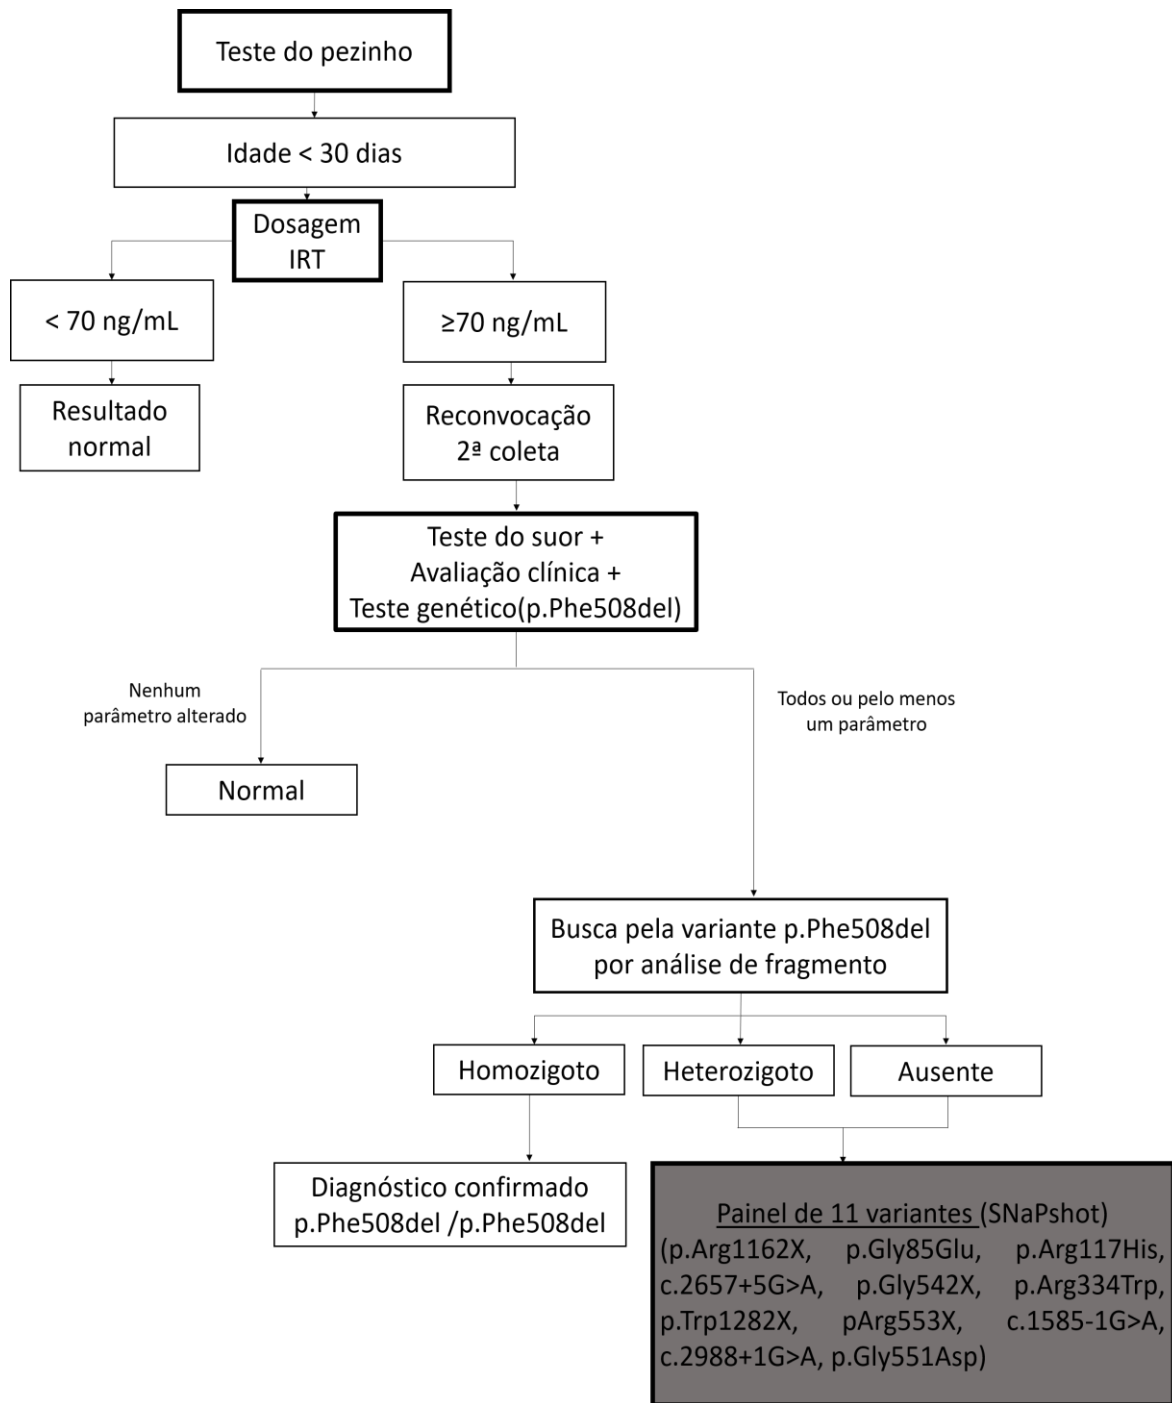 Teste do pezinho
Idade < 30 dias
Dosagem
IRT
< 70 ng/mL
≥70 ng/mL
Resultado
normal
Reconvocação
2ª coleta
Teste do suor +
Avaliação clínica +
Teste genético(p.Phe508del)
Nenhum
parâmetro alterado
Todos ou pelo menos
um parâmetro
Normal
Busca pela variante p.Phe508del
por análise de fragmento
Homozigoto
Heterozigoto
Ausente
Diagnóstico confirmado
p.Phe508del /p.Phe508del
Painel de 11 variantes (SNaPshot)
(p.Arg1162X, p.Gly85Glu, p.Arg117His,
c.2657+5G>A, p.Gly542X, p.Arg334Trp,
p.Trp1282X, pArg553X, c.1585-1G>A,
c.2988+1G>A, p.Gly551Asp)